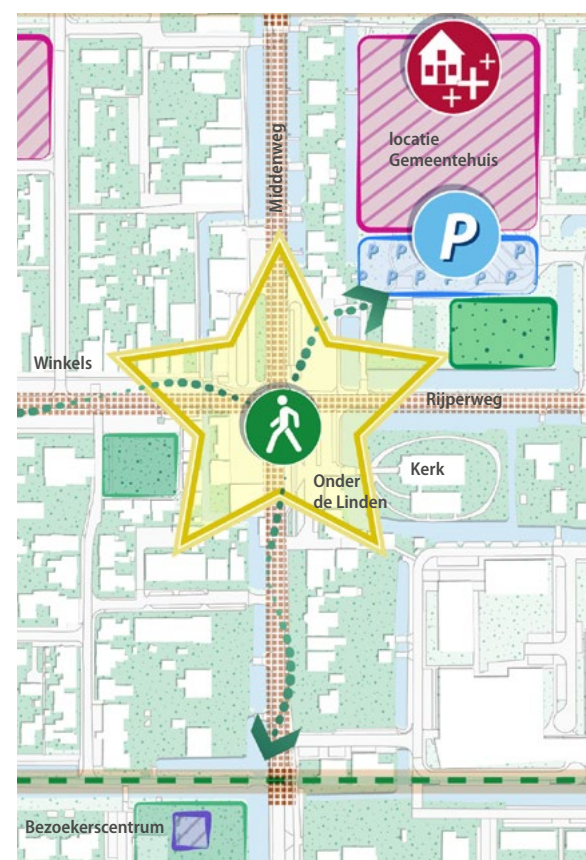 locatie
Gemeentehuis
Middenweg
P
P P P P
P P P P P
Winkels
Rijperweg
Kerk
Onder
de Linden
Bezoekerscentrum